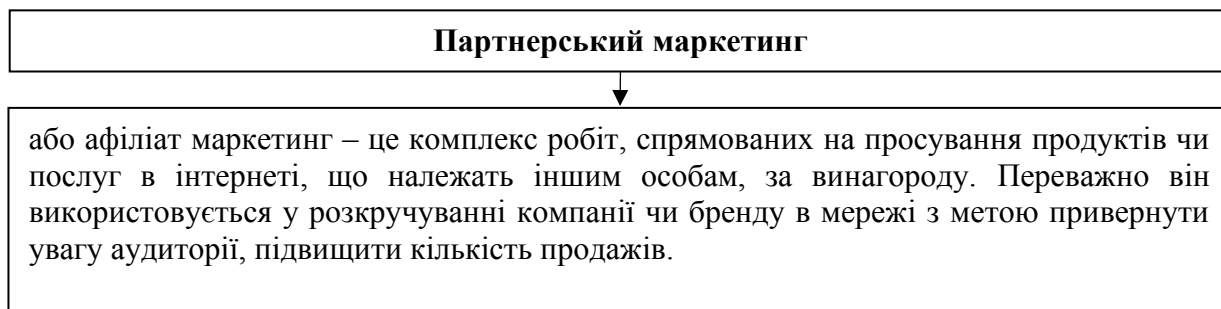 Партнерський маркетинг
або афіліат маркетинг – це комплекс робіт, спрямованих на просування продуктів чи
послуг в інтернеті, що належать іншим особам, за винагороду. Переважно він
використовується у розкручуванні компанії чи бренду в мережі з метою привернути
увагу аудиторії, підвищити кількість продажів.